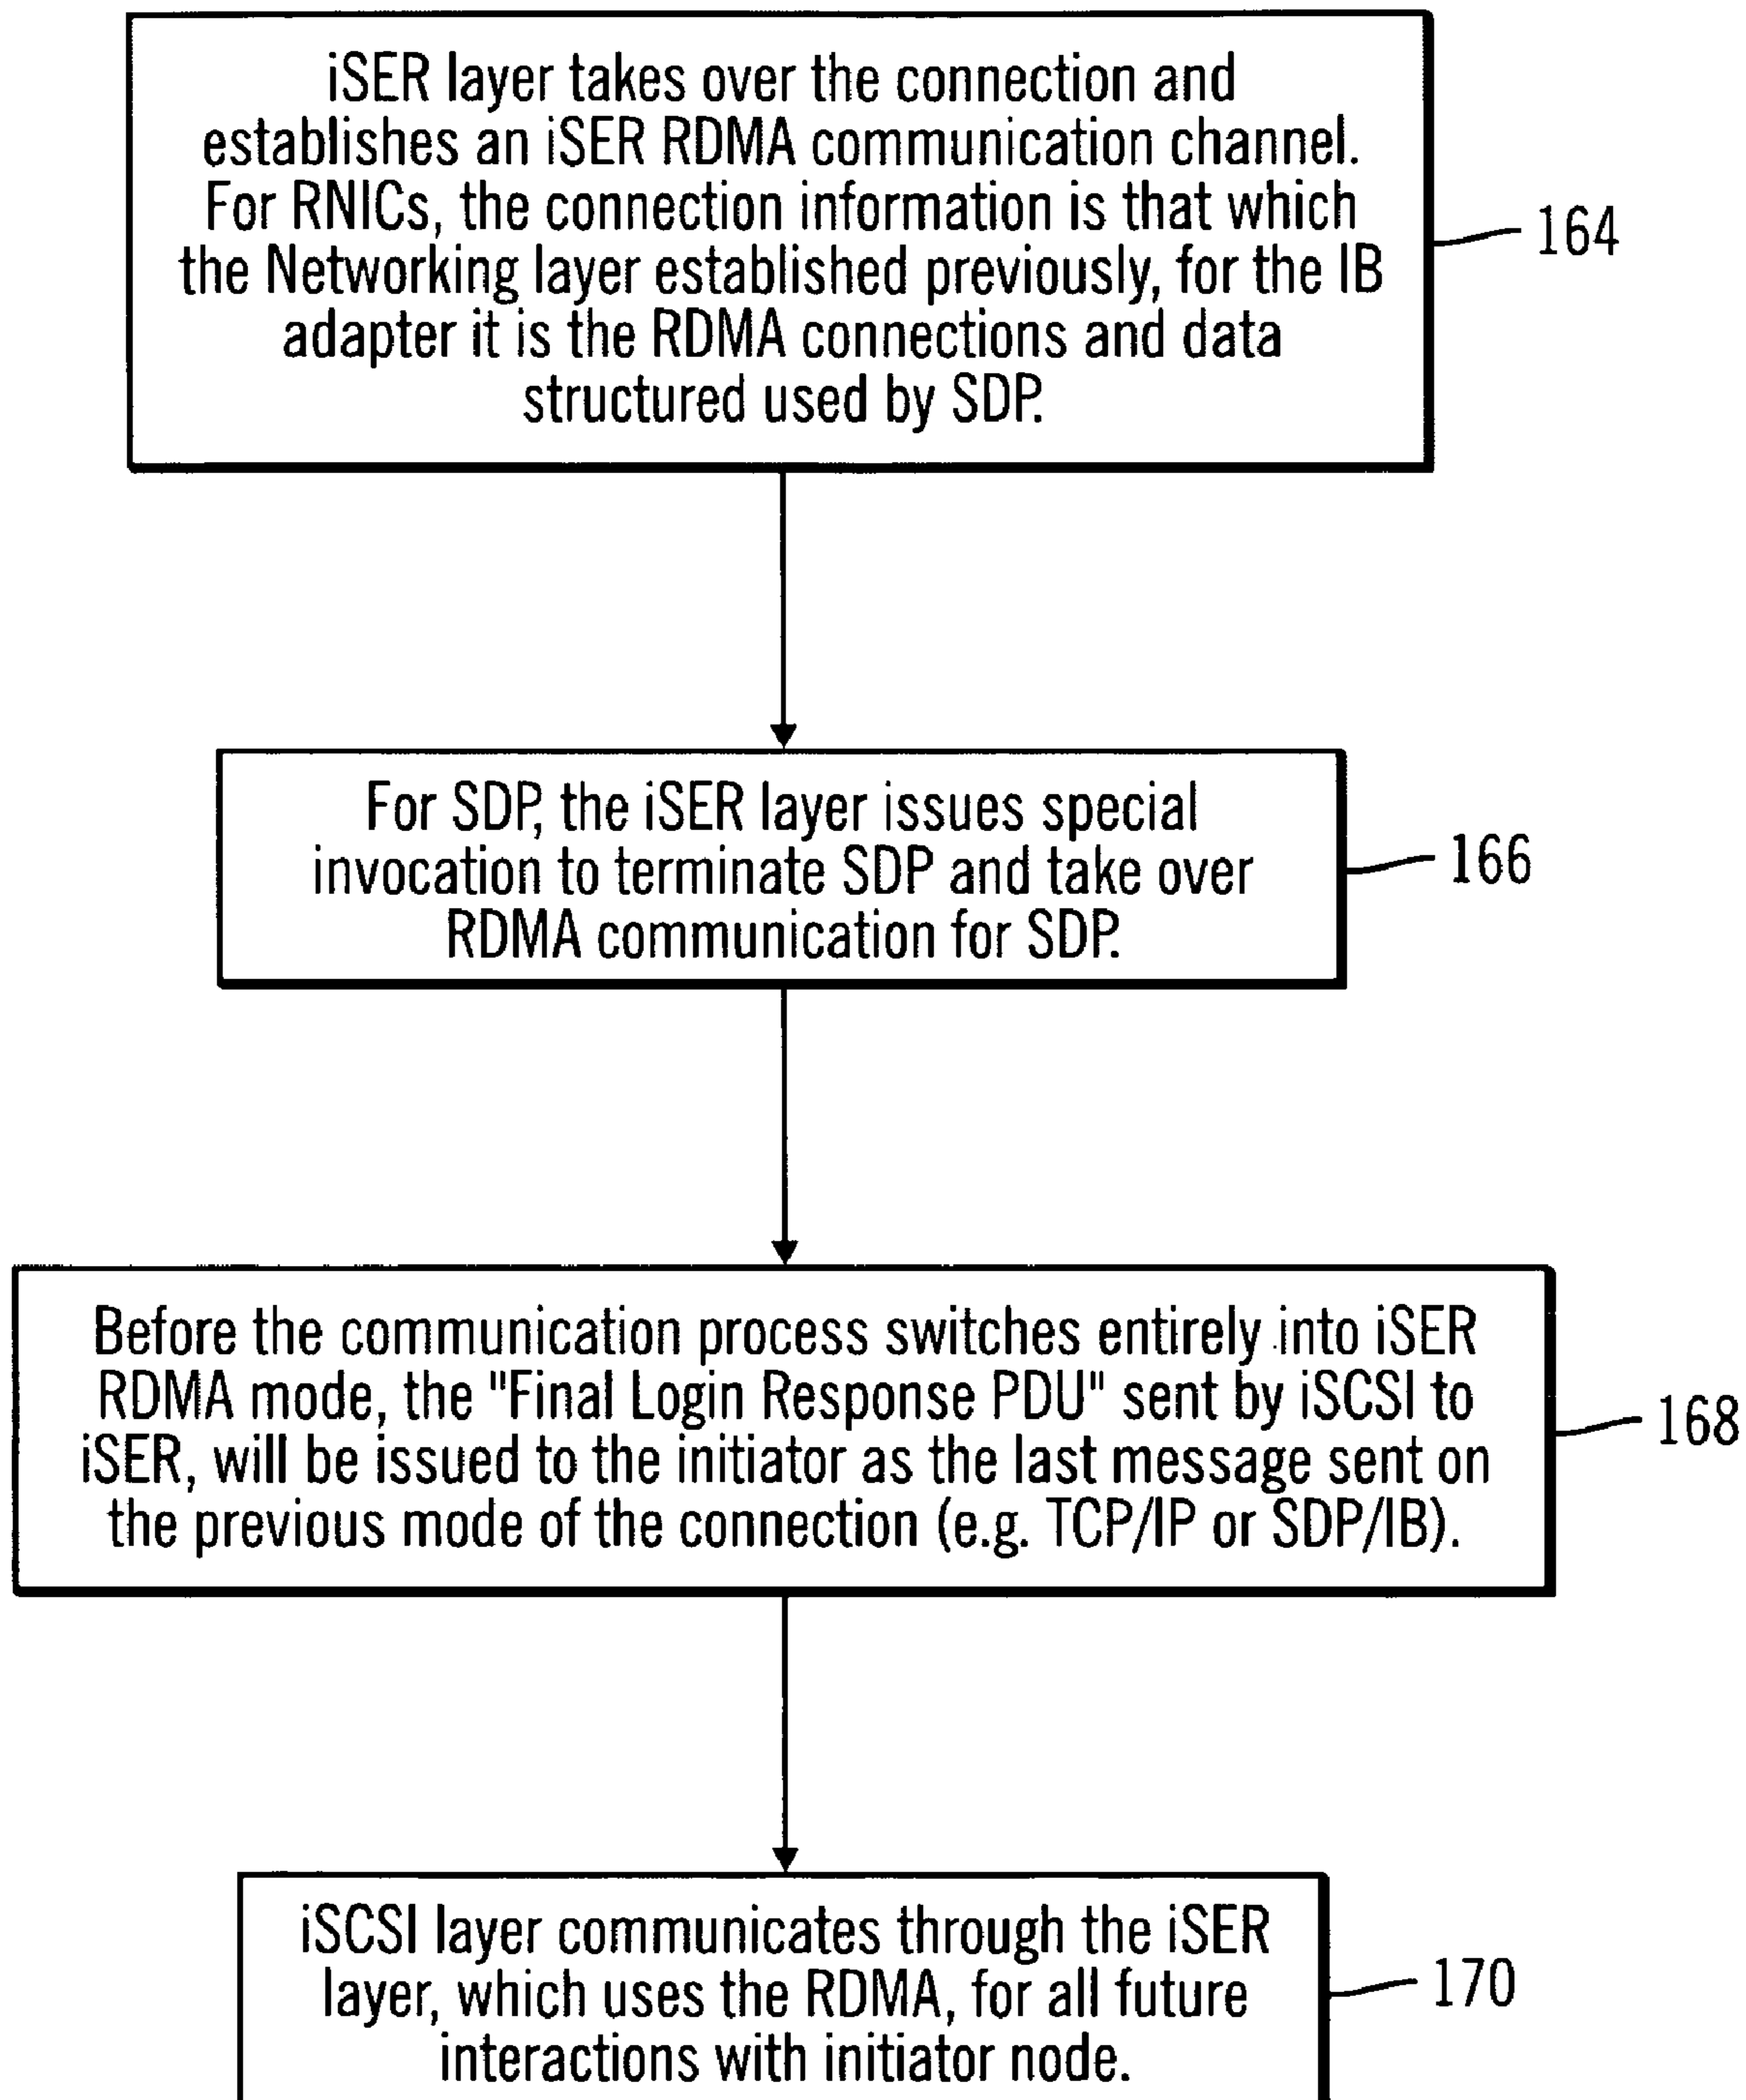 iSER layer takes over the connection and
establishes an iSER RDMA communication channel.
For RNICs, the connection information is that which
the Networking layer established previously, for the IB
adapter it is the RDMA connections and data
structured used by SDP.
164
For SDP, the iSER layer issues special
invocation to terminate SDP and take over
RDMA communication for SDP.
166
Before the communication process switches entirely into iSER
RDMA mode, the "Final Login Response PDU" sent by iSCSI to
iSER, will be issued to the initiator as the last message sent on
the previous mode of the connection (e.g. TCP/IP or SDP/IB).
168
iSCSI layer communicates through the iSER
layer, which uses the RDMA, for all future
interactions with initiator node.
170